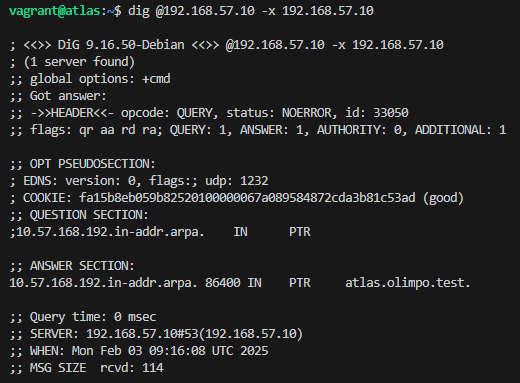 vagrant@atlas:~$ dig @192.168.57.10 -x 192.168.57.10
; <<>> DiG 9.16.50-Debian <<>> @192.168.57.10 -x 192.168.57.10
; (1 server found)
;; global options: +cmd
;; Got answer:
;; ->>HEADER<<- opcode: QUERY, status: NOERROR, id: 33050
;; flags: qr aa rd ra; QUERY: 1, ANSWER: 1, AUTHORITY: 0, ADDITIONAL: 1
;; OPT PSEUDOSECTION:
; EDNS: version: 0, flags:; udp: 1232
; COOKIE: fa15b8eb059b82520100000067a089584872cda3b81c53ad (good)
;; QUESTION SECTION:
;10.57.168.192.in-addr.arpa. IN PTR
;; ANSWER SECTION:
10.57.168.192.in-addr.arpa. 86400 IN PTR atlas.olimpo.test.
;; Query time: 0 msec
;; SERVER: 192.168.57.10#53(192.168.57.10)
;; WHEN: Mon Feb 03 09:16:08 UTC 2025
;; MSG SIZE rcvd: 114